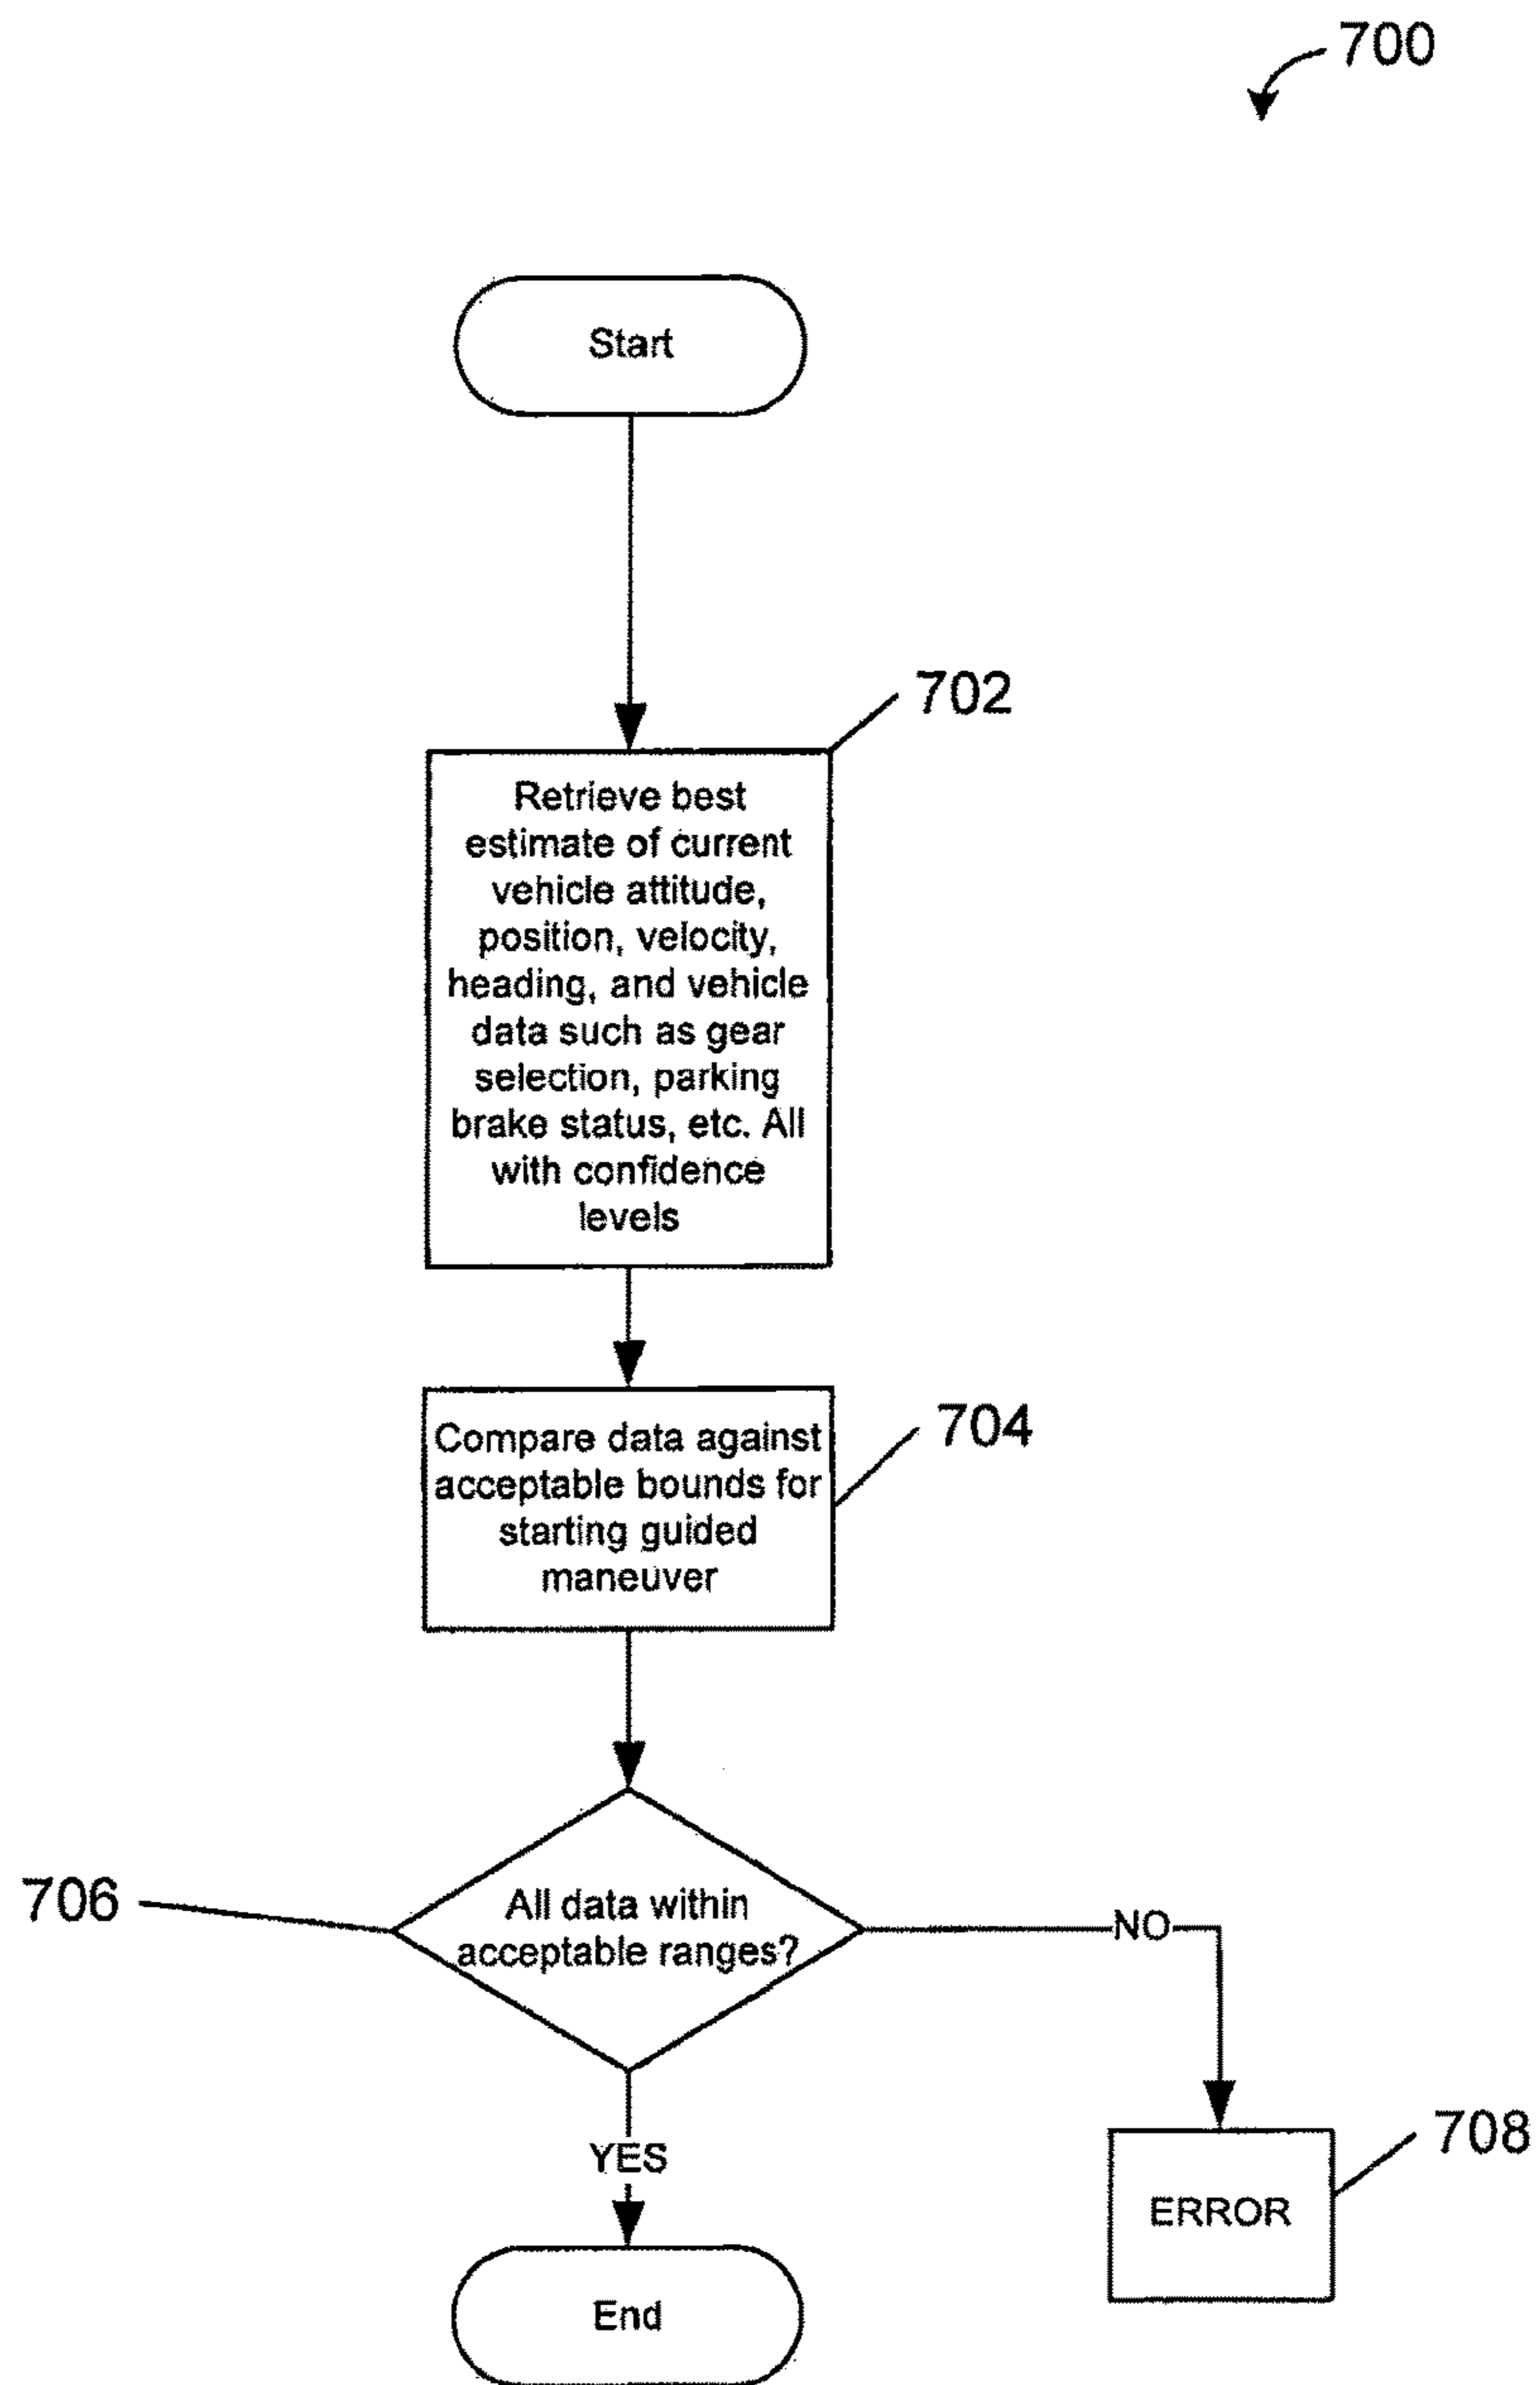 700
Start
702
Retrieve best
estimate of current
vehicle attitude,
position, velocity,
heading, and vehicle
data such as gear
selection, parking
brake status, etc. All
with confidence
levels
704
Compare data against
acceptable bounds for
starting guided
maneuver
706
All data within
acceptable ranges?
NO
YES
708
ERROR
End